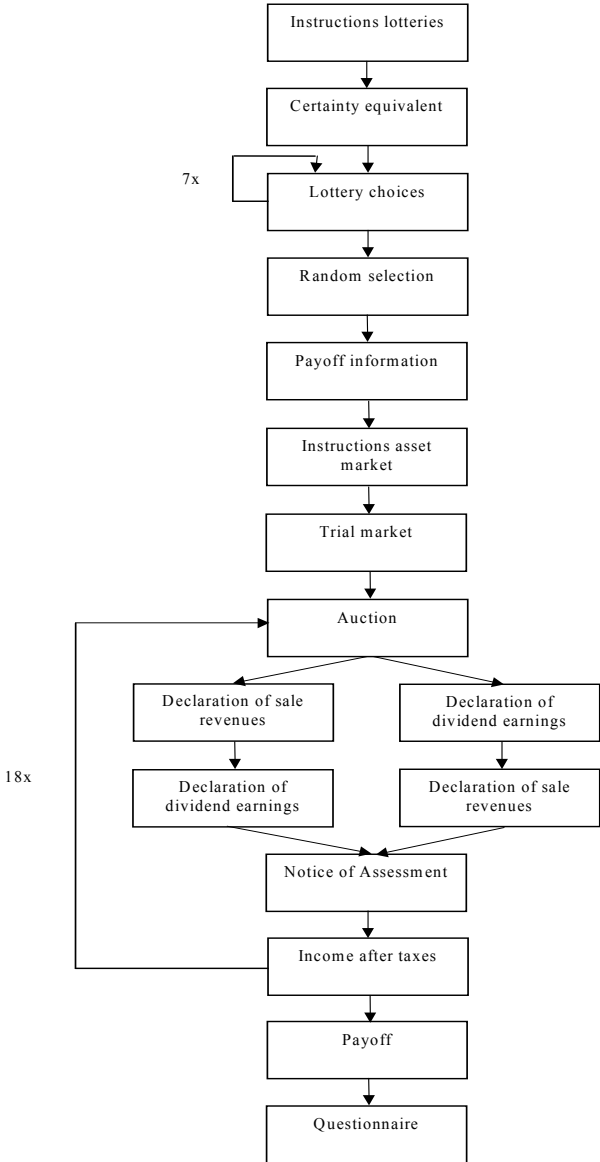 Instructions lotteries
Certainty equivalent
7x
Lottery choices
Random selection
Payoff information
Instructions asset
market
Trial market
Auction
Declaration of sale
revenues
Declaration of
dividend earnings
Declaration of
dividend earnings
Declaration of sale
revenues
18x
Notice of Assessment
Income after taxes
Payoff
Questionnaire